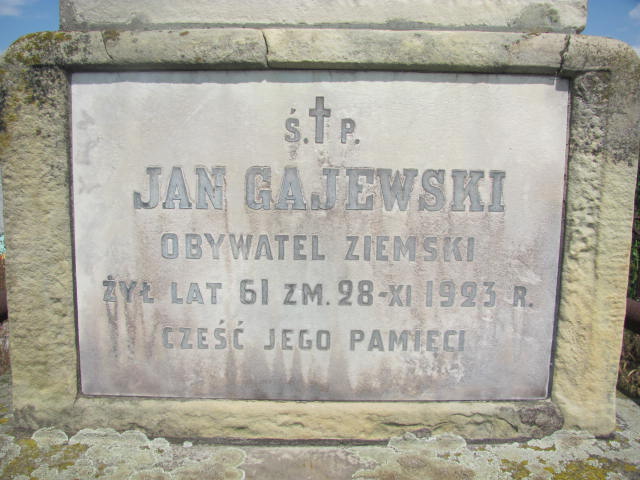 Ś. † P.
JAN GAJEWSKI
OBYWATEL ZIEMSKI
ŻYŁ LAT 61 ZM. 28-XI 1923 R.
CZEŚĆ JEGO PAMIĘCI